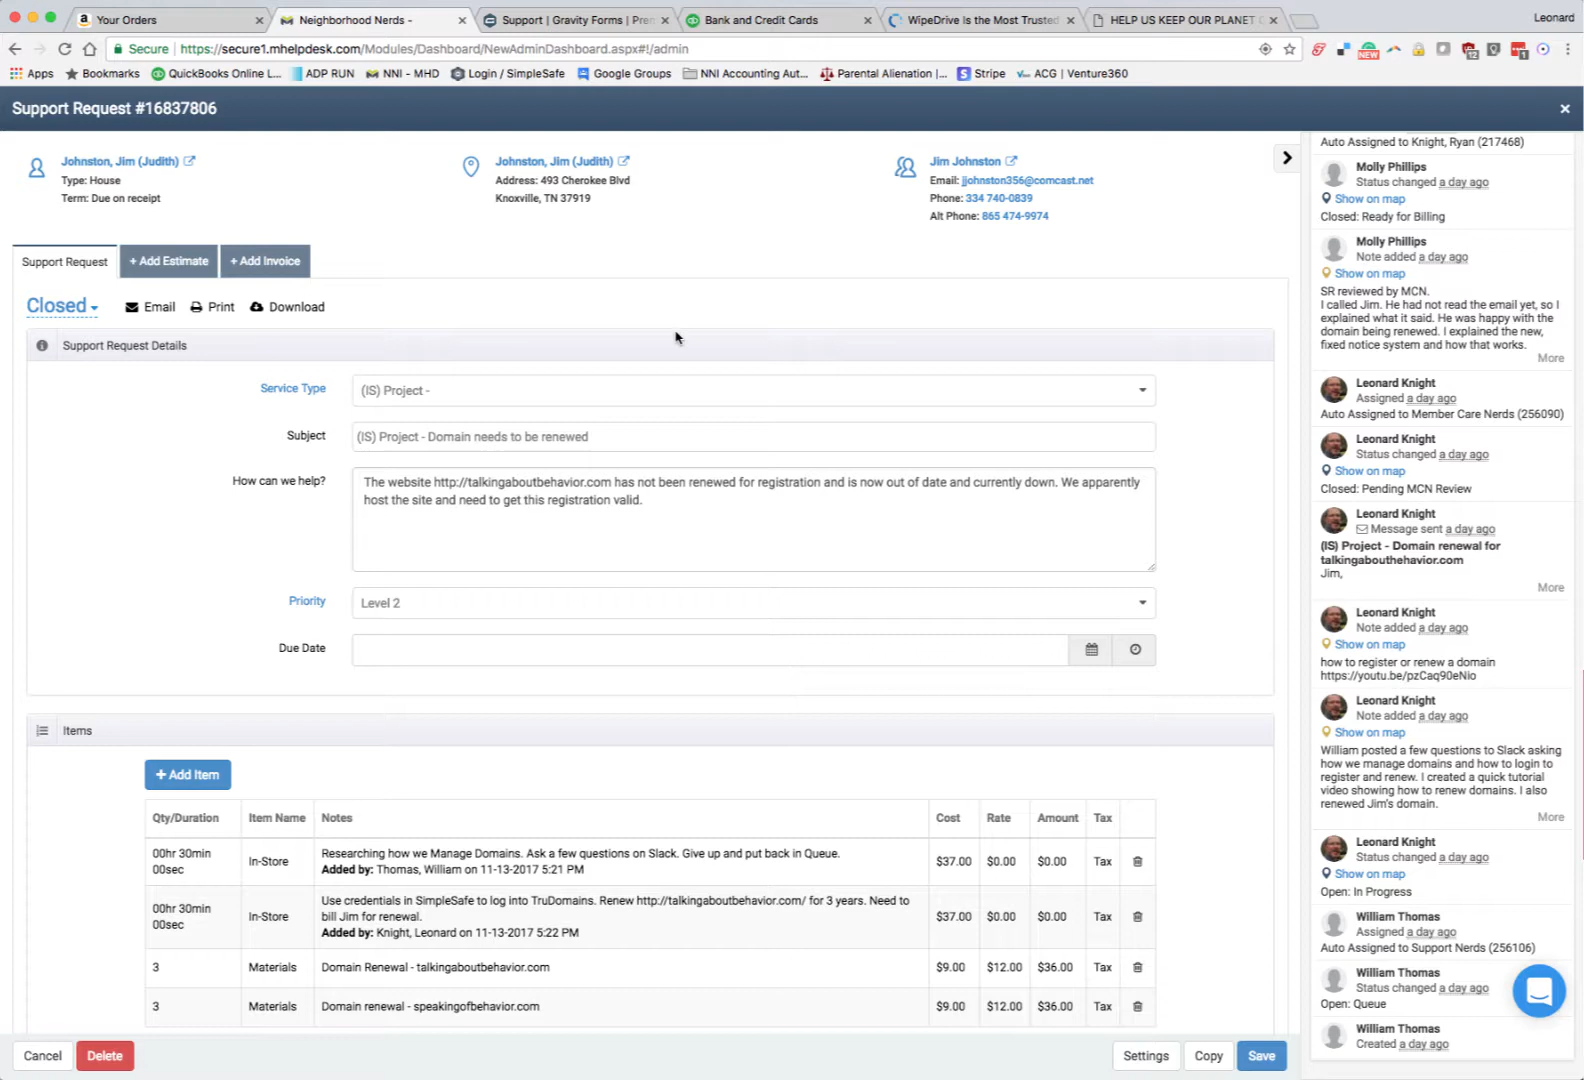 Your Orders
Neighborhood Nerds -
Support | Gravity Forms | Prem
Bank and Credit Cards
WipeDrive Is the Most Trusted
HELP US KEEP OUR PLANET
Leonard
Secure
https://secure1.mhelpdesk.com/Modules/Dashboard/NewAdminDashboard.aspx#!/admin
Apps
Bookmarks
QuickBooks Online L...
ADP RUN
NNI - MHD
Login / SimpleSafe
Google Groups
NNI Accounting Aut...
Parental Alienation |...
Stripe
ACG | Venture360
Support Request #16837806
Johnston, Jim (Judith)
Type: House
Term: Due on receipt
Johnston, Jim (Judith)
Address: 493 Cherokee Blvd
Knoxville, TN 37919
Jim Johnston
Email: jjohnston356@comcast.net
Phone: 334 740-0839
Alt Phone: 865 474-9974
Support Request
+ Add Estimate
+ Add Invoice
Closed
Email
Print
Download
Support Request Details
Service Type
(IS) Project -
Subject
(IS) Project - Domain needs to be renewed
How can we help?
The website http://talkingaboutbehavior.com has not been renewed for registration and is now out of date and currently down. We apparently
host the site and need to get this registration valid.
Priority
Level 2
Due Date
Items
+ Add Item
Qty/Duration
Item Name
Notes
Cost
Rate
Amount
Tax
00hr 30min
00sec
In-Store
Researching how we Manage Domains. Ask a few questions on Slack. Give up and put back in Queue.
Added by: Thomas, William on 11-13-2017 5:21 PM
$37.00
$0.00
$0.00
Tax
00hr 30min
00sec
In-Store
Use credentials in SimpleSafe to log into TruDomains. Renew http://talkingaboutbehavior.com/ for 3 years. Need to
bill Jim for renewal.
Added by: Knight, Leonard on 11-13-2017 5:22 PM
$37.00
$0.00
$0.00
Tax
3
Materials
Domain Renewal - talkingaboutbehavior.com
$9.00
$12.00
$36.00
Tax
3
Materials
Domain renewal - speakingofbehavior.com
$9.00
$12.00
$36.00
Tax
Cancel
Delete
Settings
Copy
Save
Auto Assigned to Knight, Ryan (217468)
Molly Phillips
Status changed a day ago
Show on map
Closed: Ready for Billing
Molly Phillips
Note added a day ago
Show on map
SR reviewed by MCN.
I called Jim. He had not read the email yet, so I
explained what it said. He was happy with the
domain being renewed. I explained the new,
fixed notice system and how that works.
More
Leonard Knight
Assigned a day ago
Auto Assigned to Member Care Nerds (256090)
Leonard Knight
Status changed a day ago
Show on map
Closed: Pending MCN Review
Leonard Knight
Message sent a day ago
(IS) Project - Domain renewal for
talkingabouthehavior.com
Jim,
More
Leonard Knight
Note added a day ago
Show on map
how to register or renew a domain
https://youtu.be/pzCaq90eNio
Leonard Knight
Note added a day ago
Show on map
William posted a few questions to Slack asking
how we manage domains and how to login to
register and renew. I created a quick tutorial
video showing how to renew domains. I also
renewed Jim's domain.
More
Leonard Knight
Status changed a day ago
Show on map
Open: In Progress
William Thomas
Assigned a day ago
Auto Assigned to Support Nerds (256106)
William Thomas
Status changed a day ago
Open: Queue
William Thomas
Created a day ago